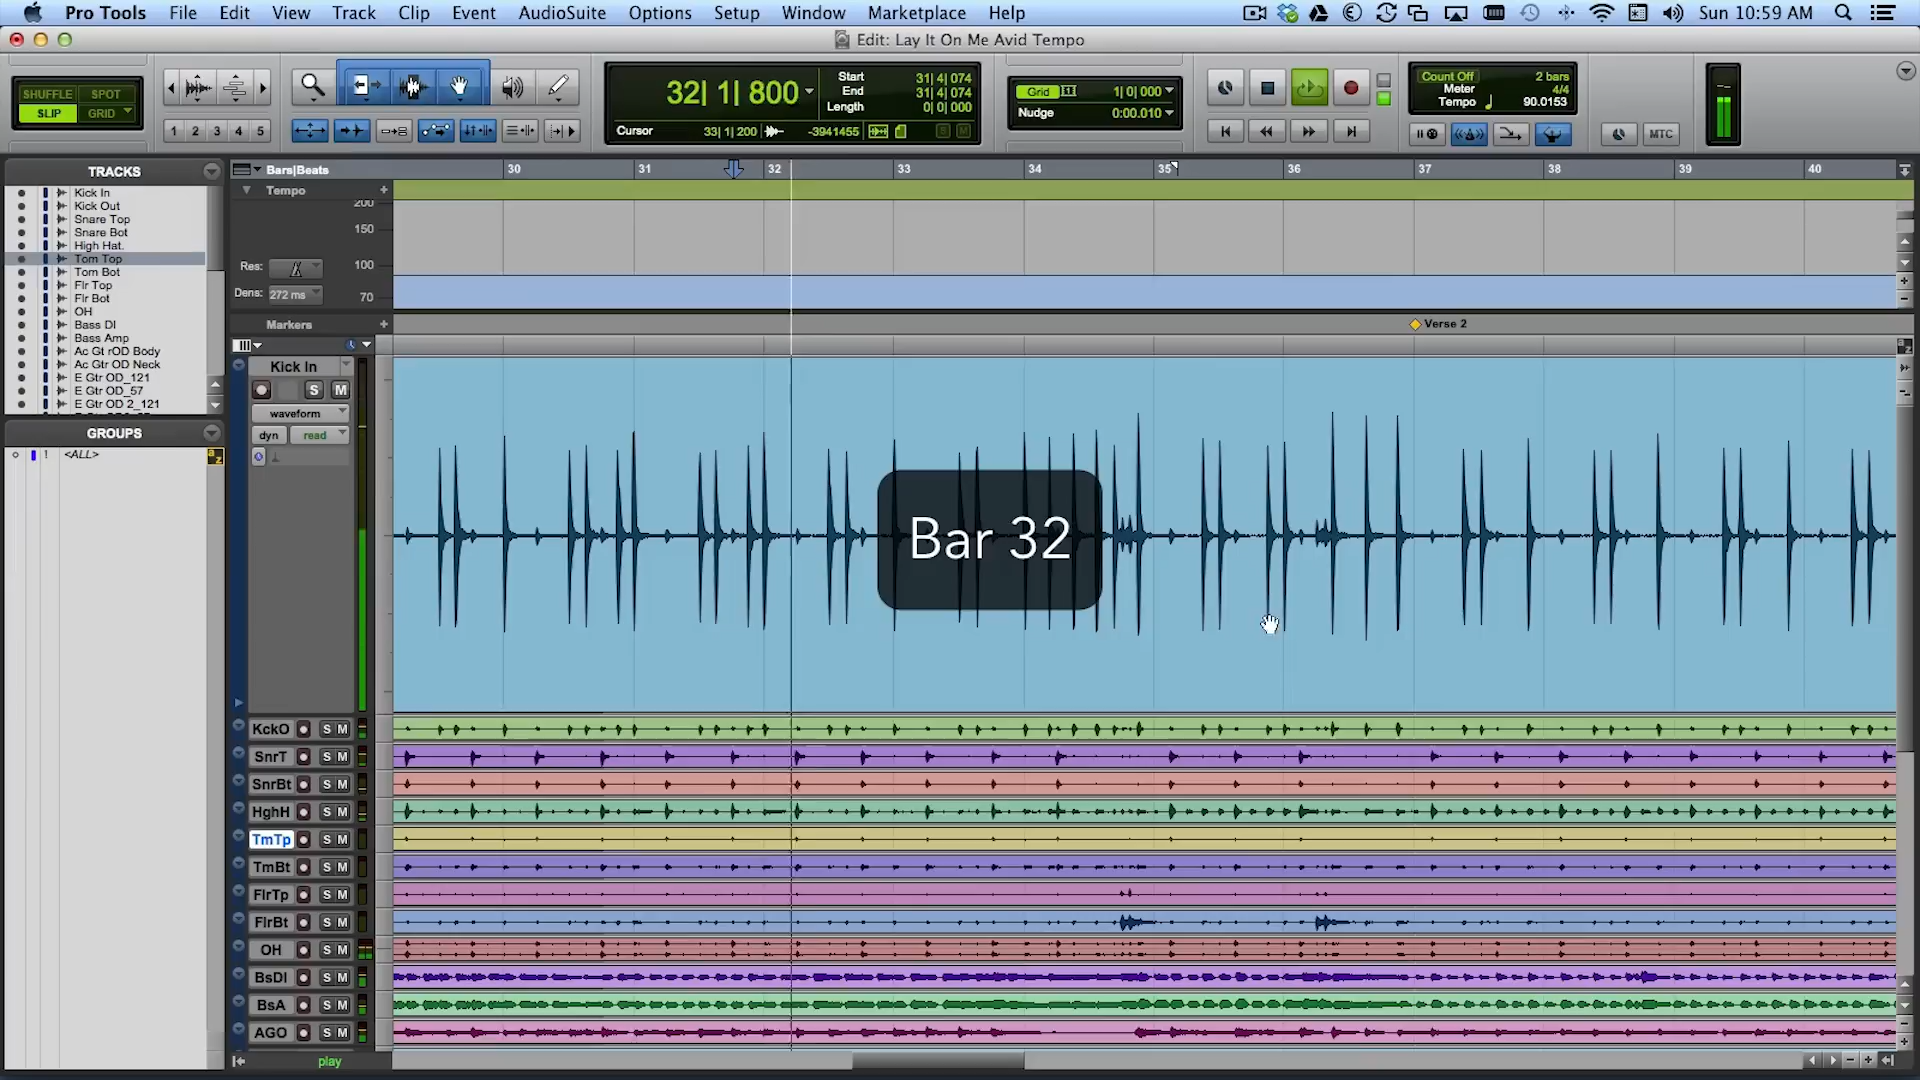 Pro Tools File Edit View Track Clip Event AudioSuite Options Setup Window Marketplace Help Sun 10:59 AM
Edit: Lay It On Me Avid Tempo
SHUFFLE SPOT
SLIP GRID
1 2 3 4 5
32| 1| 800
Start 31| 4| 074
End 31| 4| 074
Length 0| 0| 000
Cursor 33| 1| 200 -3941455 S M
Grid 1| 0| 000
Nudge 0:00.010
Count Off 2 bars
Meter 4/4
Tempo 90.0153
MTC
TRACKS
Kick In
Kick Out
Snare Top
Snare Bot
High Hat.
Tom Top
Tom Bot
Flr Top
Flr Bot
OH
Bass DI
Bass Amp
Ac Gt rOD Body
Ac Gtr OD Neck
E Gtr OD_121
E Gtr OD_57
E Gtr OD 2_121
GROUPS
! <ALL> a z
Bars|Beats 30 31 32 33 34 35 36 37 38 39 40
Tempo +
200
150
Res: 100
Dens: 272 ms 70
Markers + Verse 2
Kick In
S M
waveform
dyn read
Bar 32
KckO S M
SnrT S M
SnrBt S M
HghH S M
TmTp S M
TmBt S M
FlrTp S M
FlrBt S M
OH S M
BsDI S M
BsA S M
AGO S M
play